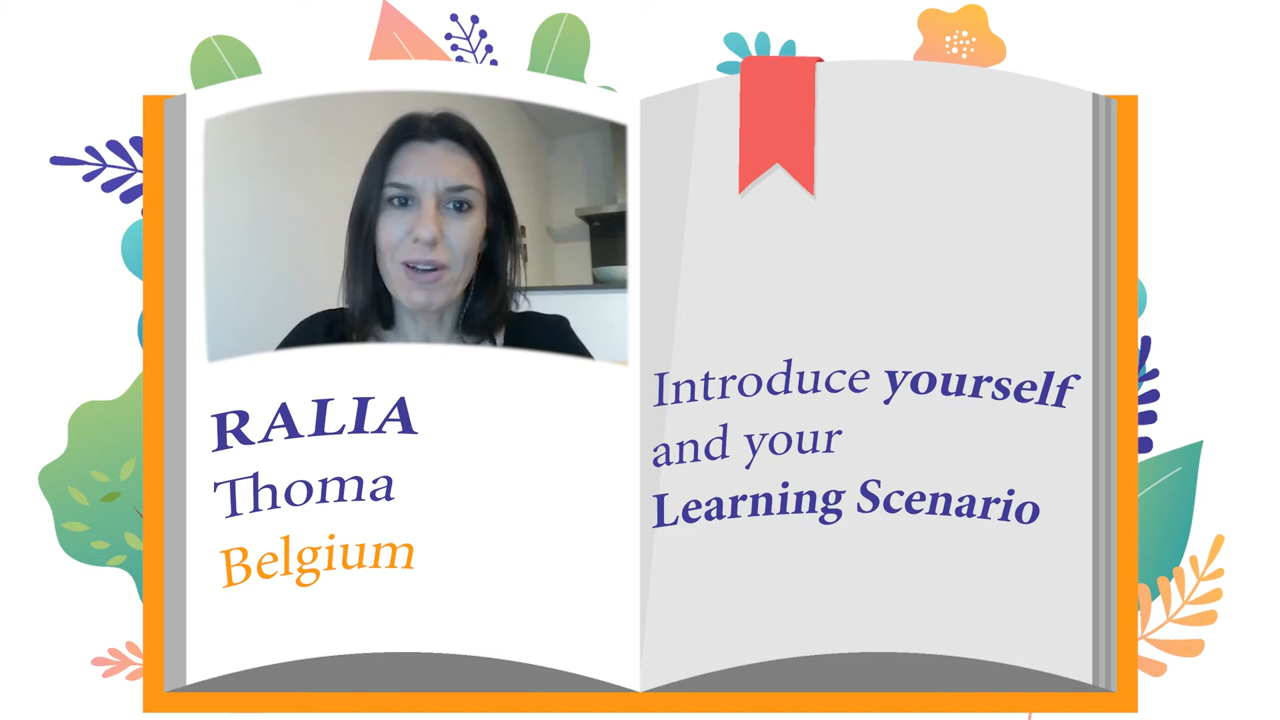 RALIA
Thoma
Belgium
Introduce yourself
and your
Learning Scenario